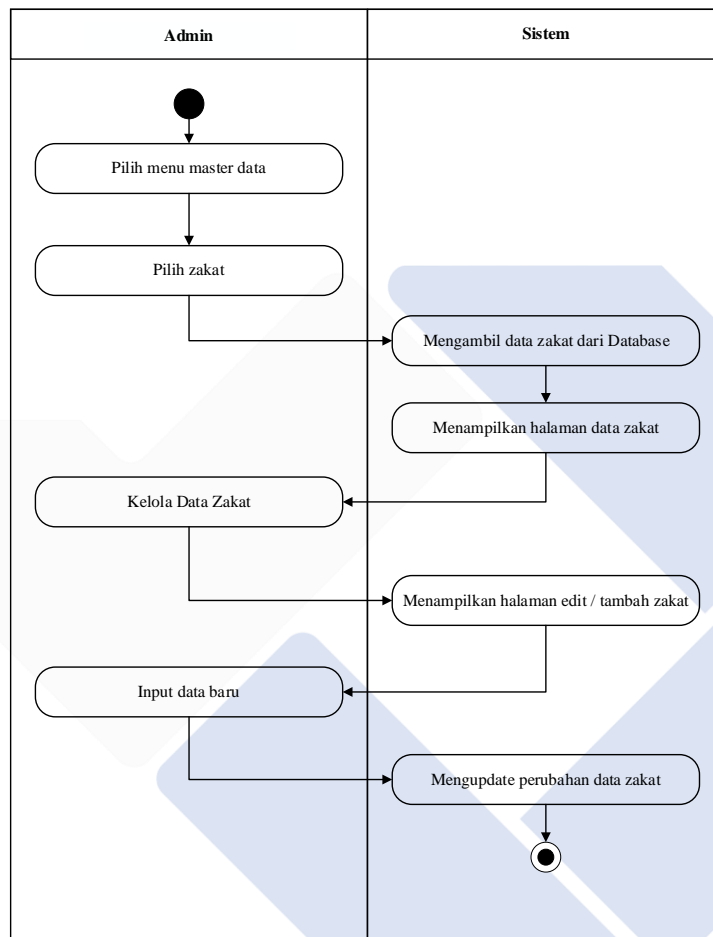 Admin
Sistem
Pilih menu master data
Pilih zakat
Mengambil data zakat dari Database
Menampilkan halaman data zakat
Kelola Data Zakat
Menampilkan halaman edit / tambah zakat
Input data baru
Mengupdate perubahan data zakat